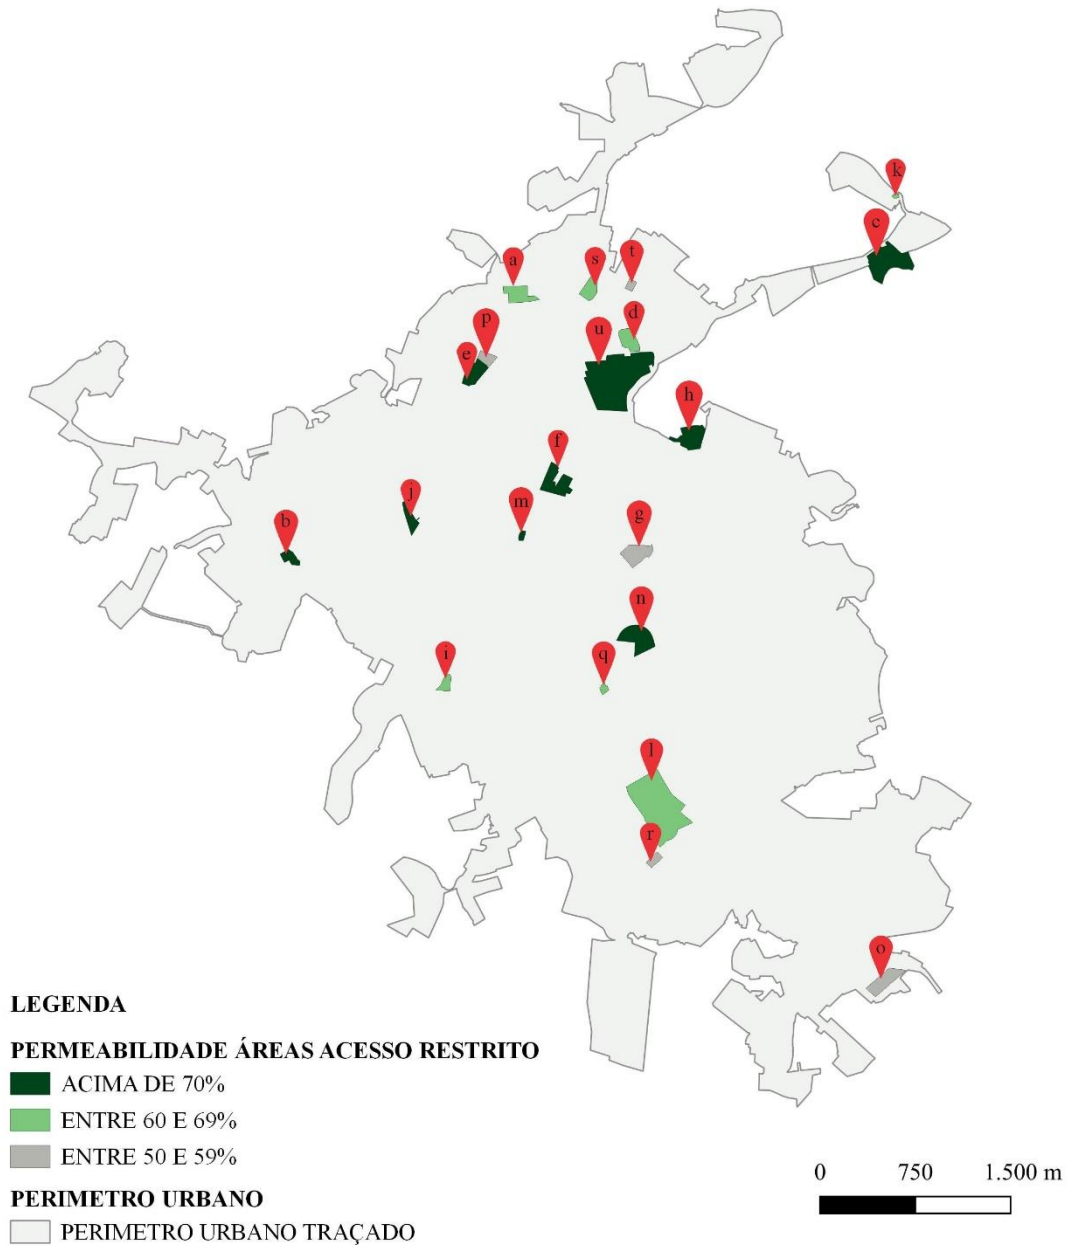 k
c
a
s
t
p
u
d
e
h
f
j
m
g
b
n
i
q
l
r
o
LEGENDA
PERMEABILIDADE ÁREAS ACESSO RESTRITO
ACIMA DE 70%
ENTRE 60 E 69%
ENTRE 50 E 59%
0 750 1.500 m
PERIMETRO URBANO
PERIMETRO URBANO TRAÇADO